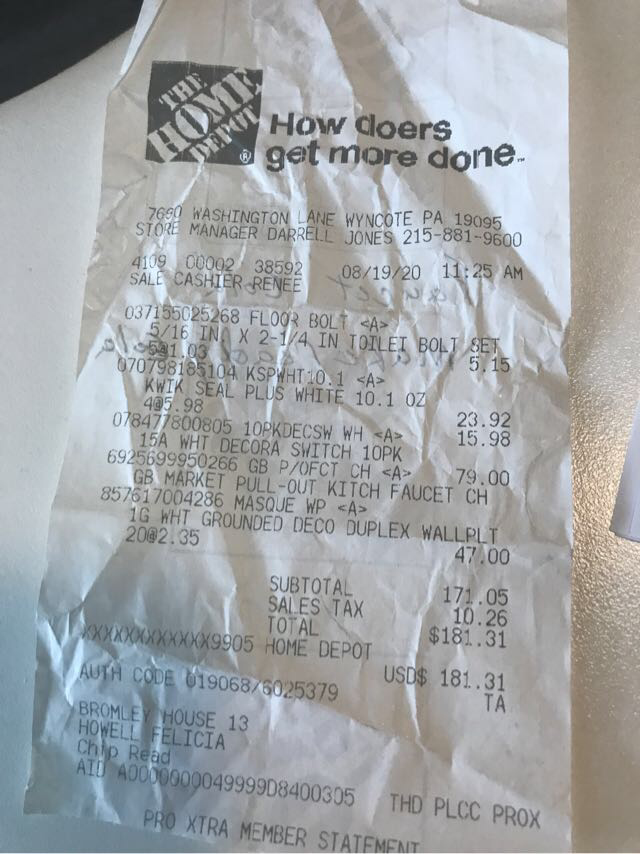 THE
HOME
DEPOT
®
How doers
get more done™
7660 WASHINGTON LANE WYNCOTE PA 19095
STORE MANAGER DARRELL JONES 215-881-9600
4109 00002 38592 08/19/20 11:25 AM
SALE CASHIER RENEE
037155025268 FLOOR BOLT <A>
5/16 IN X 2-1/4 IN TOILET BOLT SET
5@1.03 5.15
070798185104 KSPWHT10.1 <A>
KWIK SEAL PLUS WHITE 10.1 OZ
4@5.98 23.92
078477800805 10PKDECSW WH <A> 15.98
15A WHT DECORA SWITCH 10PK
6925699950266 GB P/OFCT CH <A> 79.00
GB MARKET PULL-OUT KITCH FAUCET CH
857617004286 MASQUE WP <A>
1G WHT GROUNDED DECO DUPLEX WALLPLT
20@2.35 47.00
SUBTOTAL 171.05
SALES TAX 10.26
TOTAL $181.31
XXXXXXXXXXXX9905 HOME DEPOT
USD$ 181.31
AUTH CODE 019068/6025379 TA
BROMLEY HOUSE 13
HOWELL FELICIA
Chip Read
AID A0000000049999D8400305 THD PLCC PROX
PRO XTRA MEMBER STATEMENT